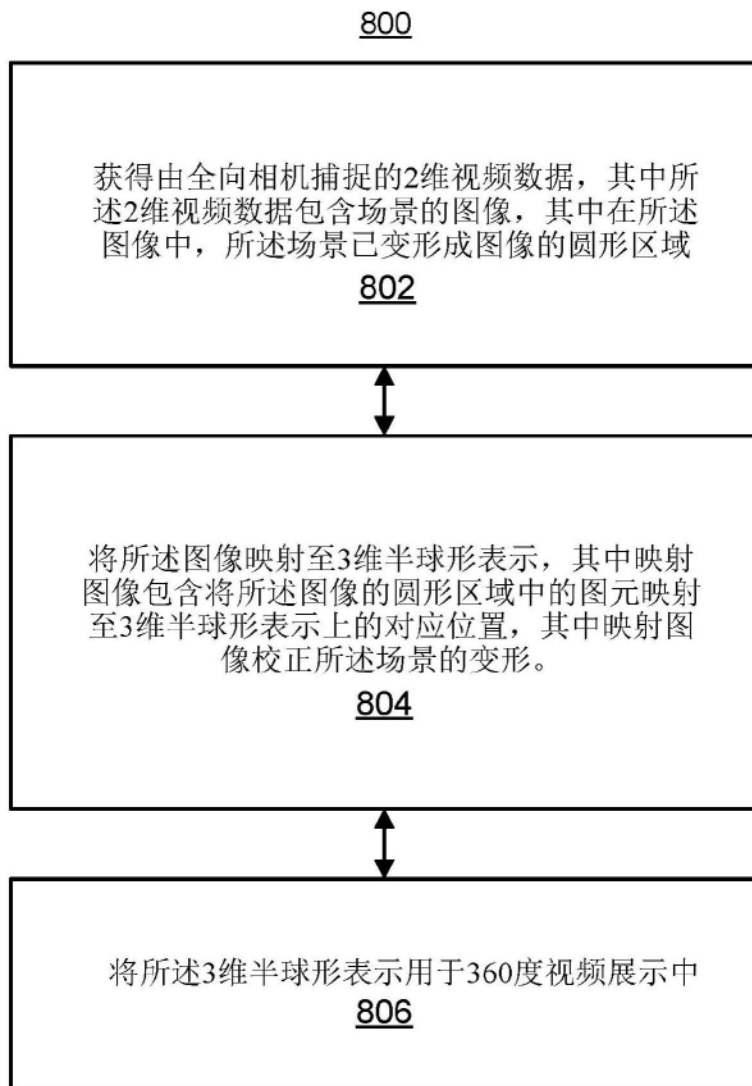 800
获得由全向相机捕捉的2维视频数据，其中所
述2维视频数据包含场景的图像，其中在所述
图像中，所述场景已变形成图像的圆形区域
802
将所述图像映射至3维半球形表示，其中映射
图像包含将所述图像的圆形区域中的图元映射
至3维半球形表示上的对应位置，其中映射图
像校正所述场景的变形。
804
将所述3维半球形表示用于360度视频展示中
806